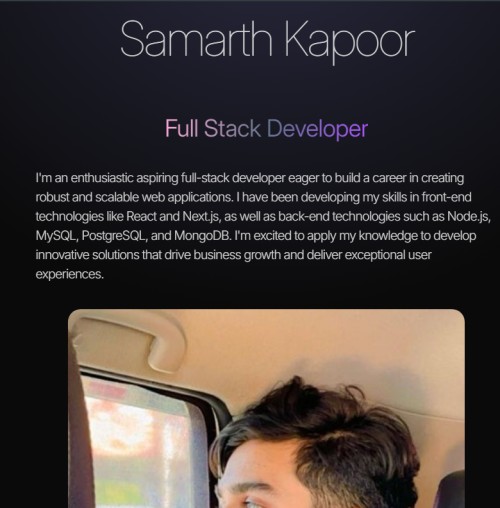 Samarth Kapoor
Full Stack Developer
I'm an enthusiastic aspiring full-stack developer eager to build a career in creating
robust and scalable web applications. I have been developing my skills in front-end
technologies like React and Next.js, as well as back-end technologies such as Node.js,
MySQL, PostgreSQL, and MongoDB. I'm excited to apply my knowledge to develop
innovative solutions that drive business growth and deliver exceptional user
experiences.